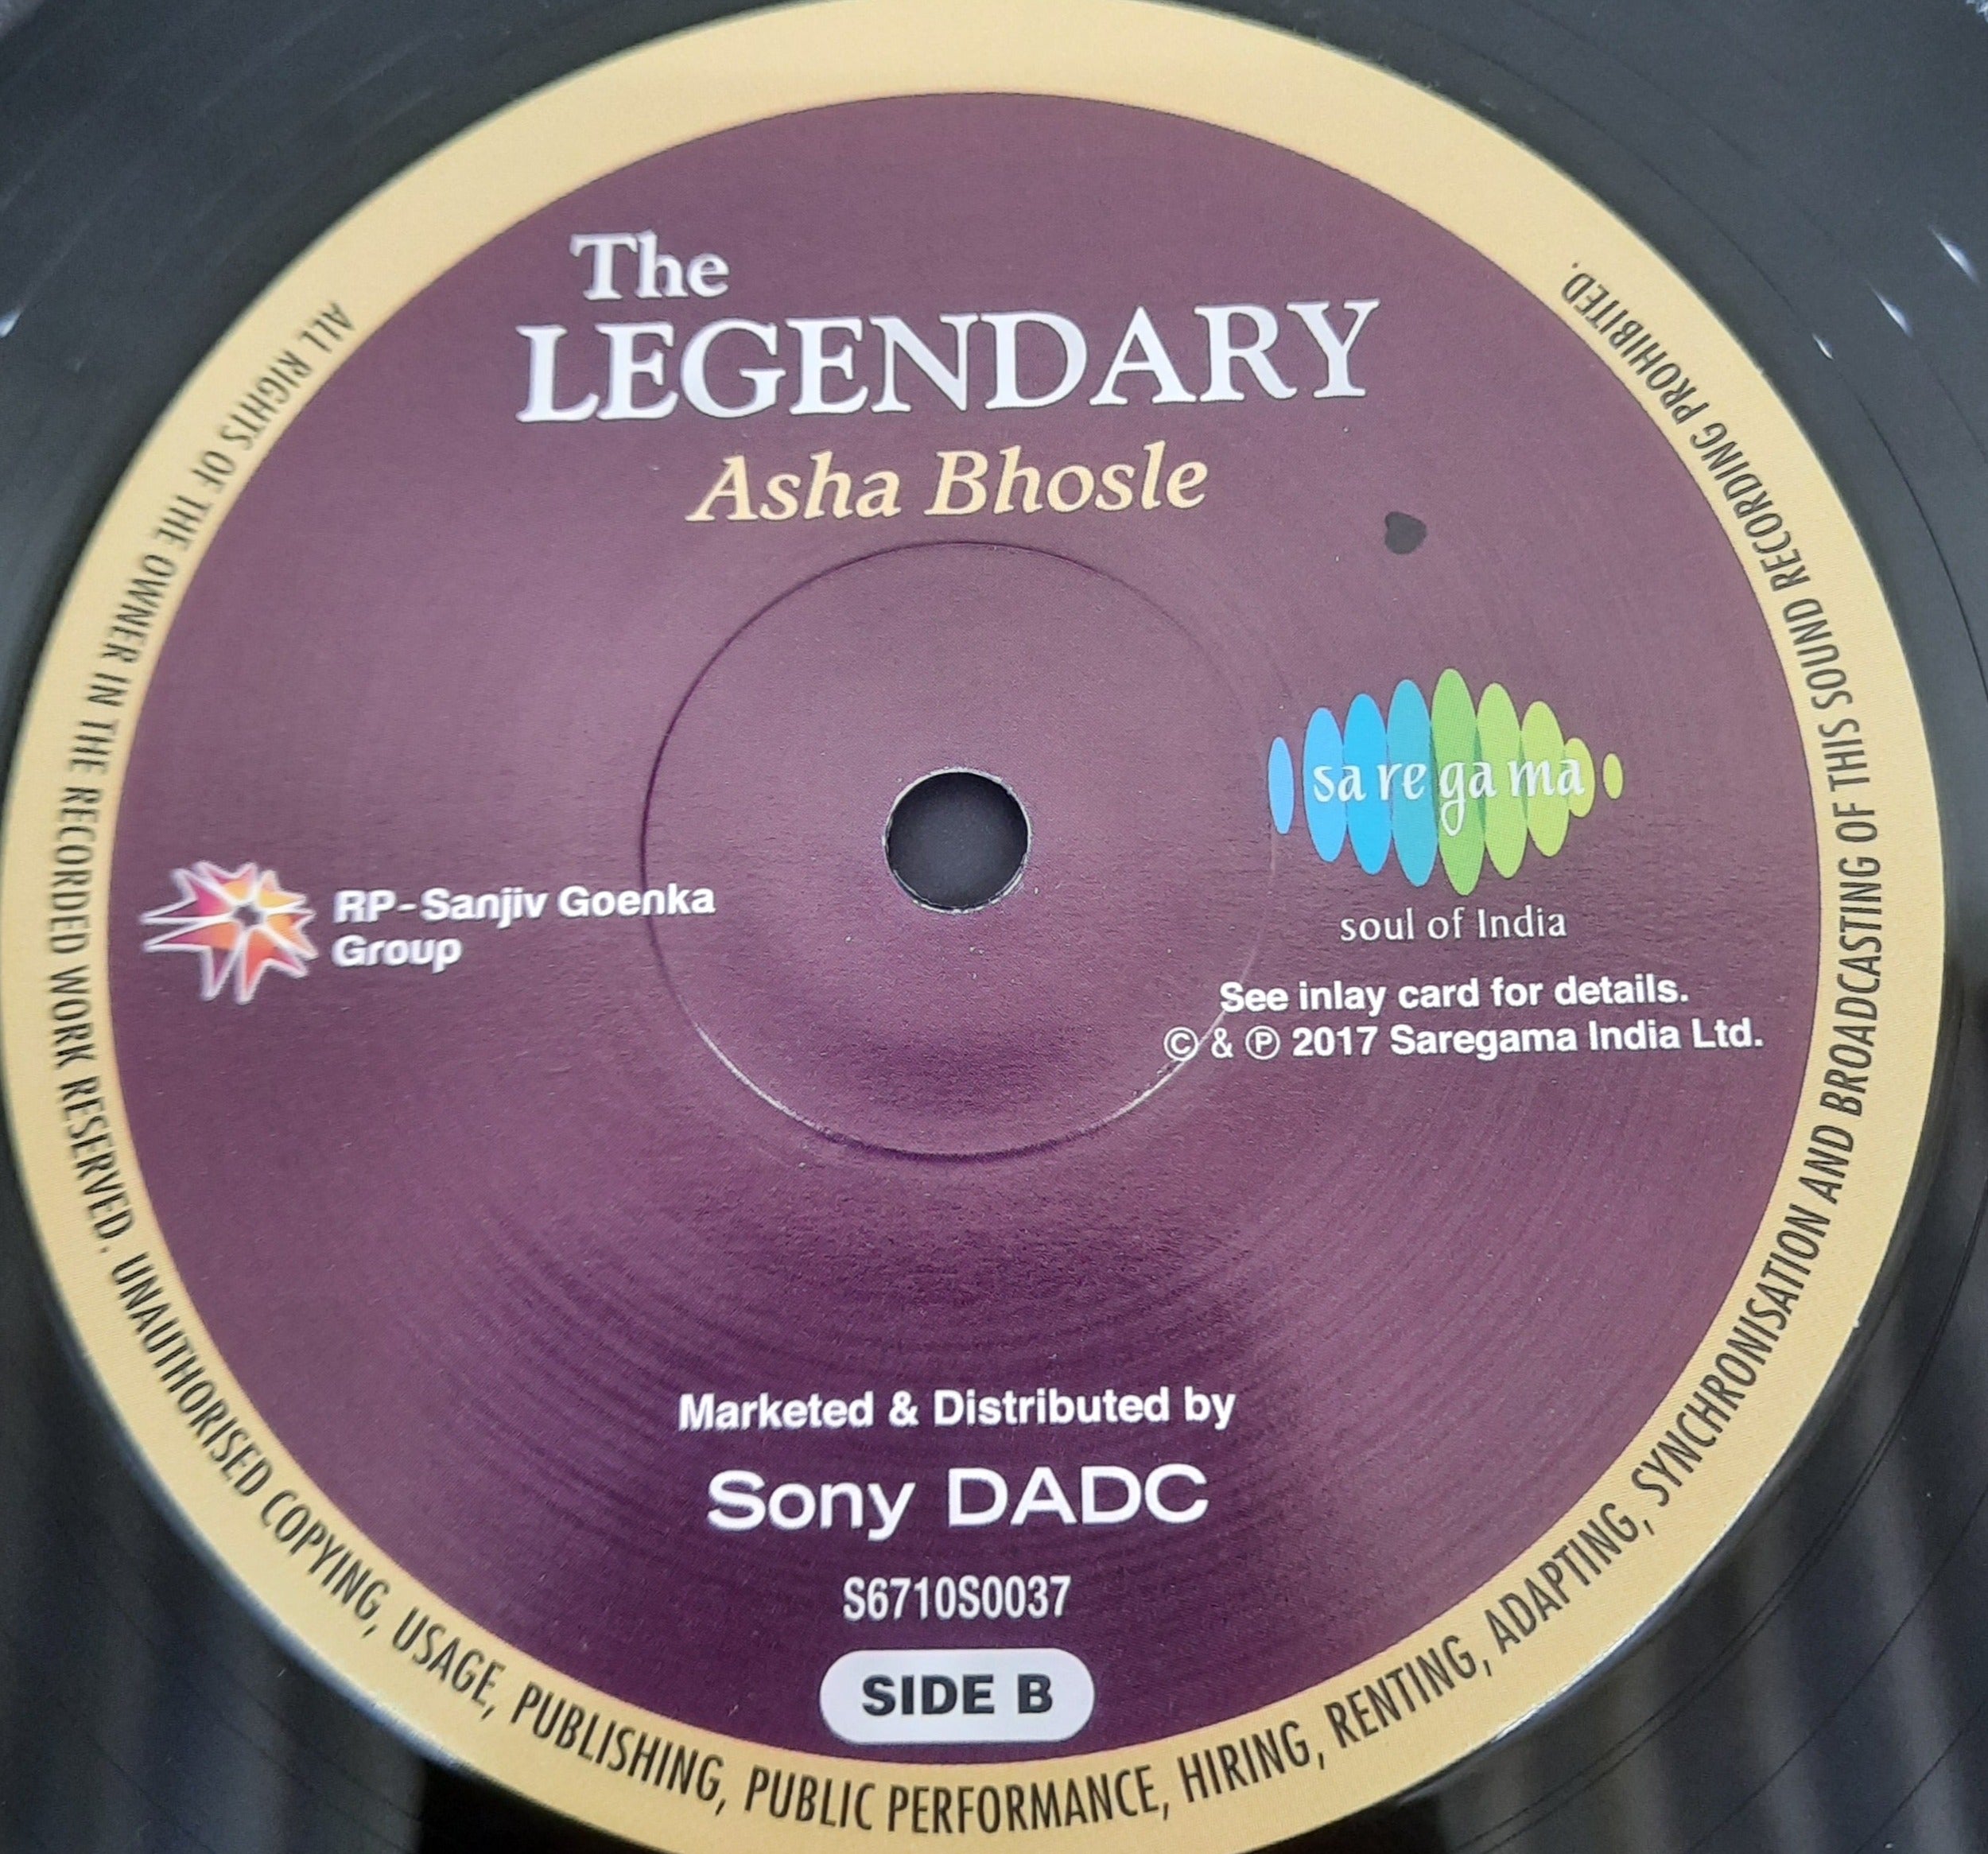 The
LEGENDARY
Asha Bhosle
sa re ga ma
soul of India
RP-Sanjiv Goenka
Group
See inlay card for details.
© & ℗ 2017 Saregama India Ltd.
Marketed & Distributed by
Sony DADC
S6710S0037
SIDE B
ALL RIGHTS OF THE OWNER IN THE RECORDED WORK RESERVED. UNAUTHORISED COPYING, USAGE, PUBLISHING, PUBLIC PERFORMANCE, HIRING, RENTING, ADAPTING, SYNCHRONISATION AND BROADCASTING OF THIS SOUND RECORDING PROHIBITED.